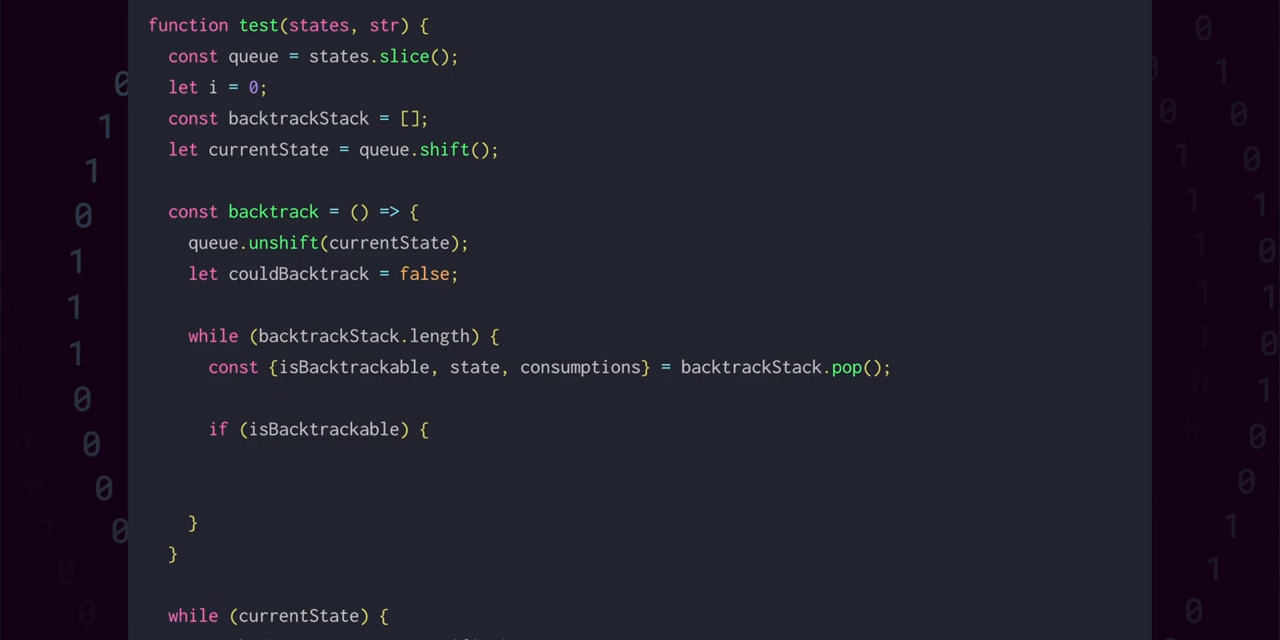 function test(states, str) {
const queue = states.slice();
let i = 0;
const backtrackStack = [];
let currentState = queue.shift();
const backtrack = () => {
queue.unshift(currentState);
let couldBacktrack = false;
while (backtrackStack.length) {
const {isBacktrackable, state, consumptions} = backtrackStack.pop();
if (isBacktrackable) {
}
}
while (currentState) {